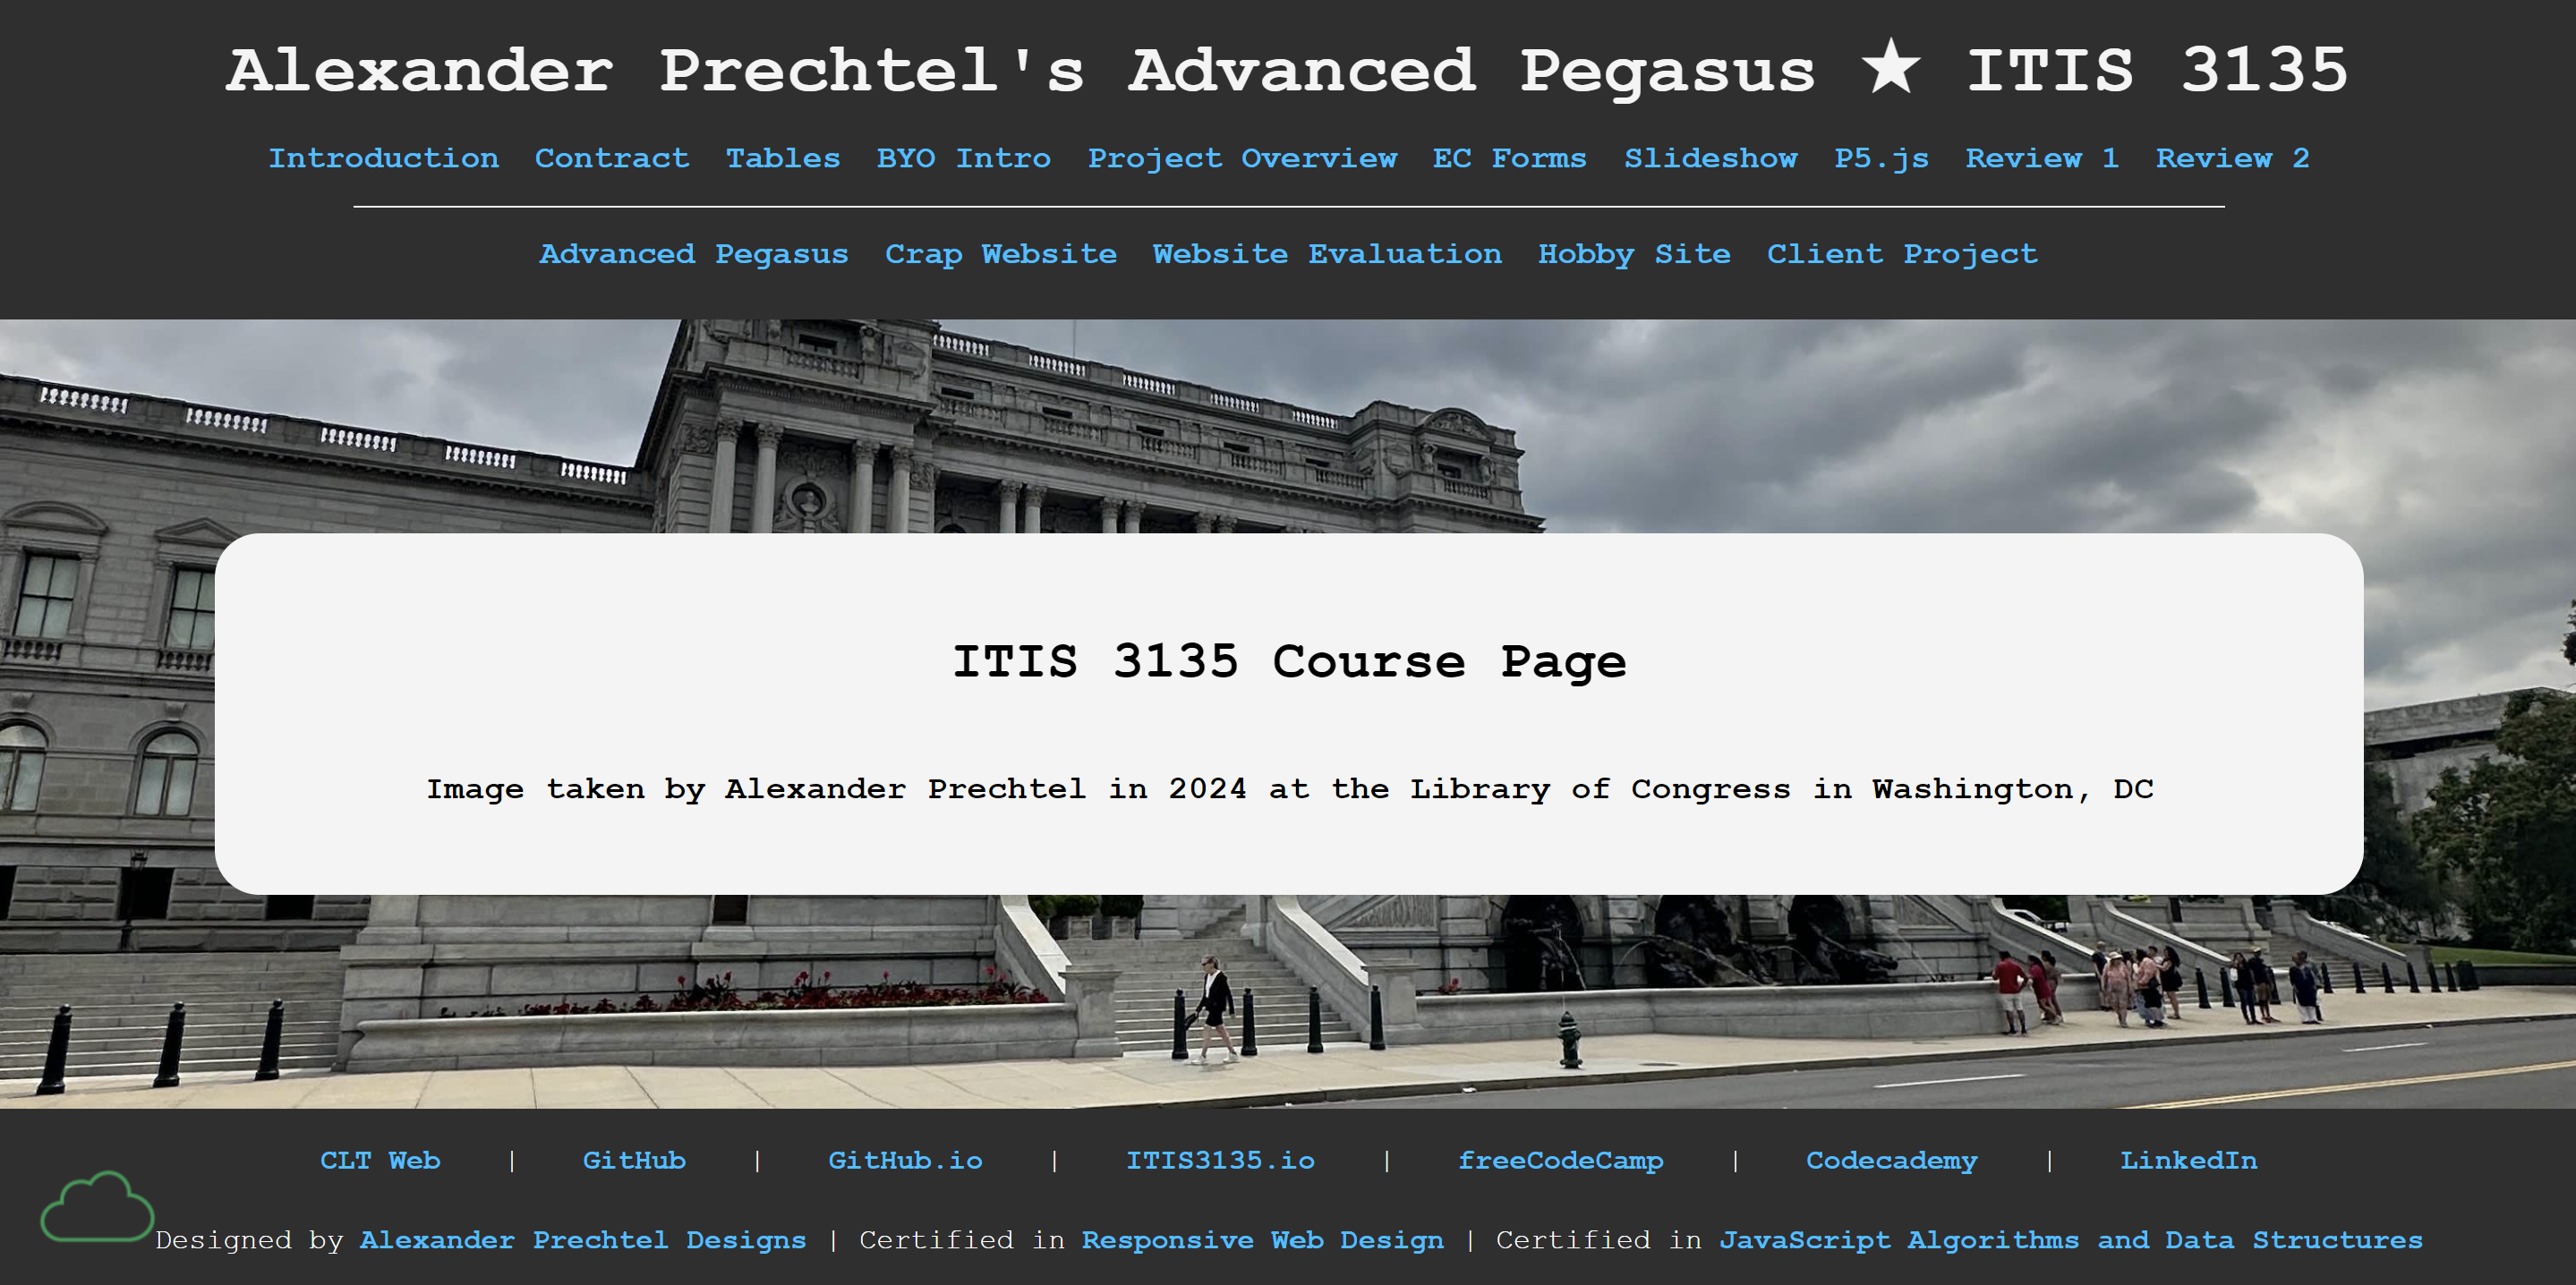 Alexander Prechtel's Advanced Pegasus ★ ITIS 3135
Introduction Contract Tables BYO Intro Project Overview EC Forms Slideshow P5.js Review 1 Review 2
Advanced Pegasus Crap Website Website Evaluation Hobby Site Client Project
ITIS 3135 Course Page
Image taken by Alexander Prechtel in 2024 at the Library of Congress in Washington, DC
CLT Web | GitHub | GitHub.io | ITIS3135.io | freeCodeCamp | Codecademy | LinkedIn
Designed by Alexander Prechtel Designs | Certified in Responsive Web Design | Certified in JavaScript Algorithms and Data Structures